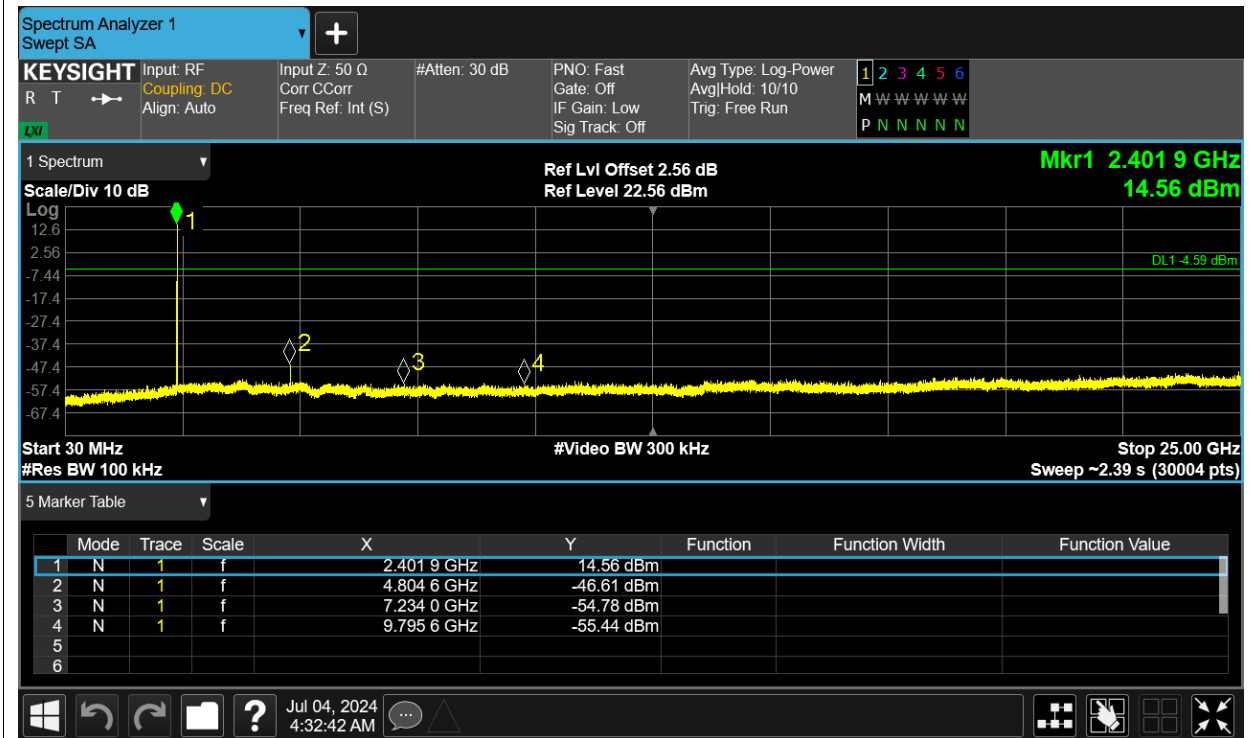 Spectrum Analyzer 1
Swept SA
KEYSIGHT
R T
LXI
Input: RF
Coupling: DC
Align: Auto
Input Z: 50 Ω
Corr CCorr
Freq Ref: Int (S)
#Atten: 30 dB
PNO: Fast
Gate: Off
IF Gain: Low
Sig Track: Off
Avg Type: Log-Power
Avg|Hold: 10/10
Trig: Free Run
1 2 3 4 5 6
M W W W W W
P N N N N N
1 Spectrum
Scale/Div 10 dB
Ref Lvl Offset 2.56 dB
Ref Level 22.56 dBm
Mkr1 2.401 9 GHz
14.56 dBm
Log
12.6
2.56
-7.44
-17.4
-27.4
-37.4
-47.4
-57.4
-67.4
1
2
3
4
DL1 -4.59 dBm
Start 30 MHz
#Res BW 100 kHz
#Video BW 300 kHz
Stop 25.00 GHz
Sweep ~2.39 s (30004 pts)
5 Marker Table
Mode Trace Scale X Y Function Function Width Function Value
1 N 1 f 2.401 9 GHz 14.56 dBm
2 N 1 f 4.804 6 GHz -46.61 dBm
3 N 1 f 7.234 0 GHz -54.78 dBm
4 N 1 f 9.795 6 GHz -55.44 dBm
5
6
?
Jul 04, 2024
4:32:42 AM